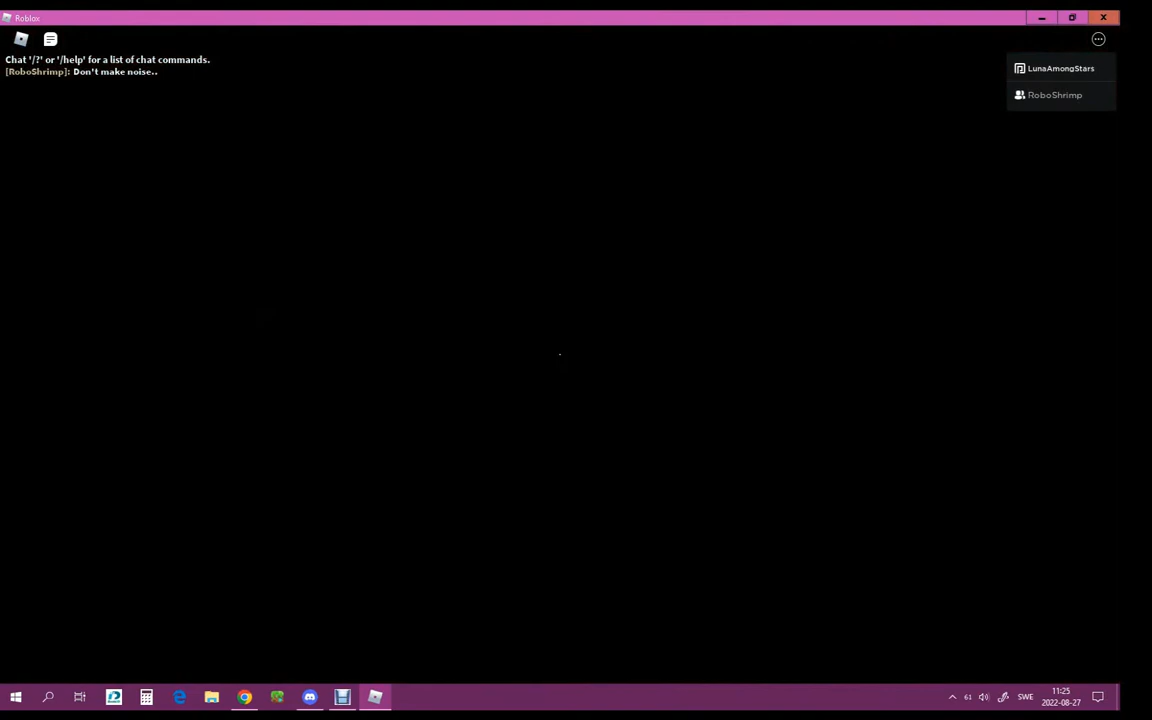 Roblox
Chat '/?' or '/help' for a list of chat commands.
[RoboShrimp]: Don't make noise..
LunaAmongStars
RoboShrimp
61
SWE
11:25
2022-08-27